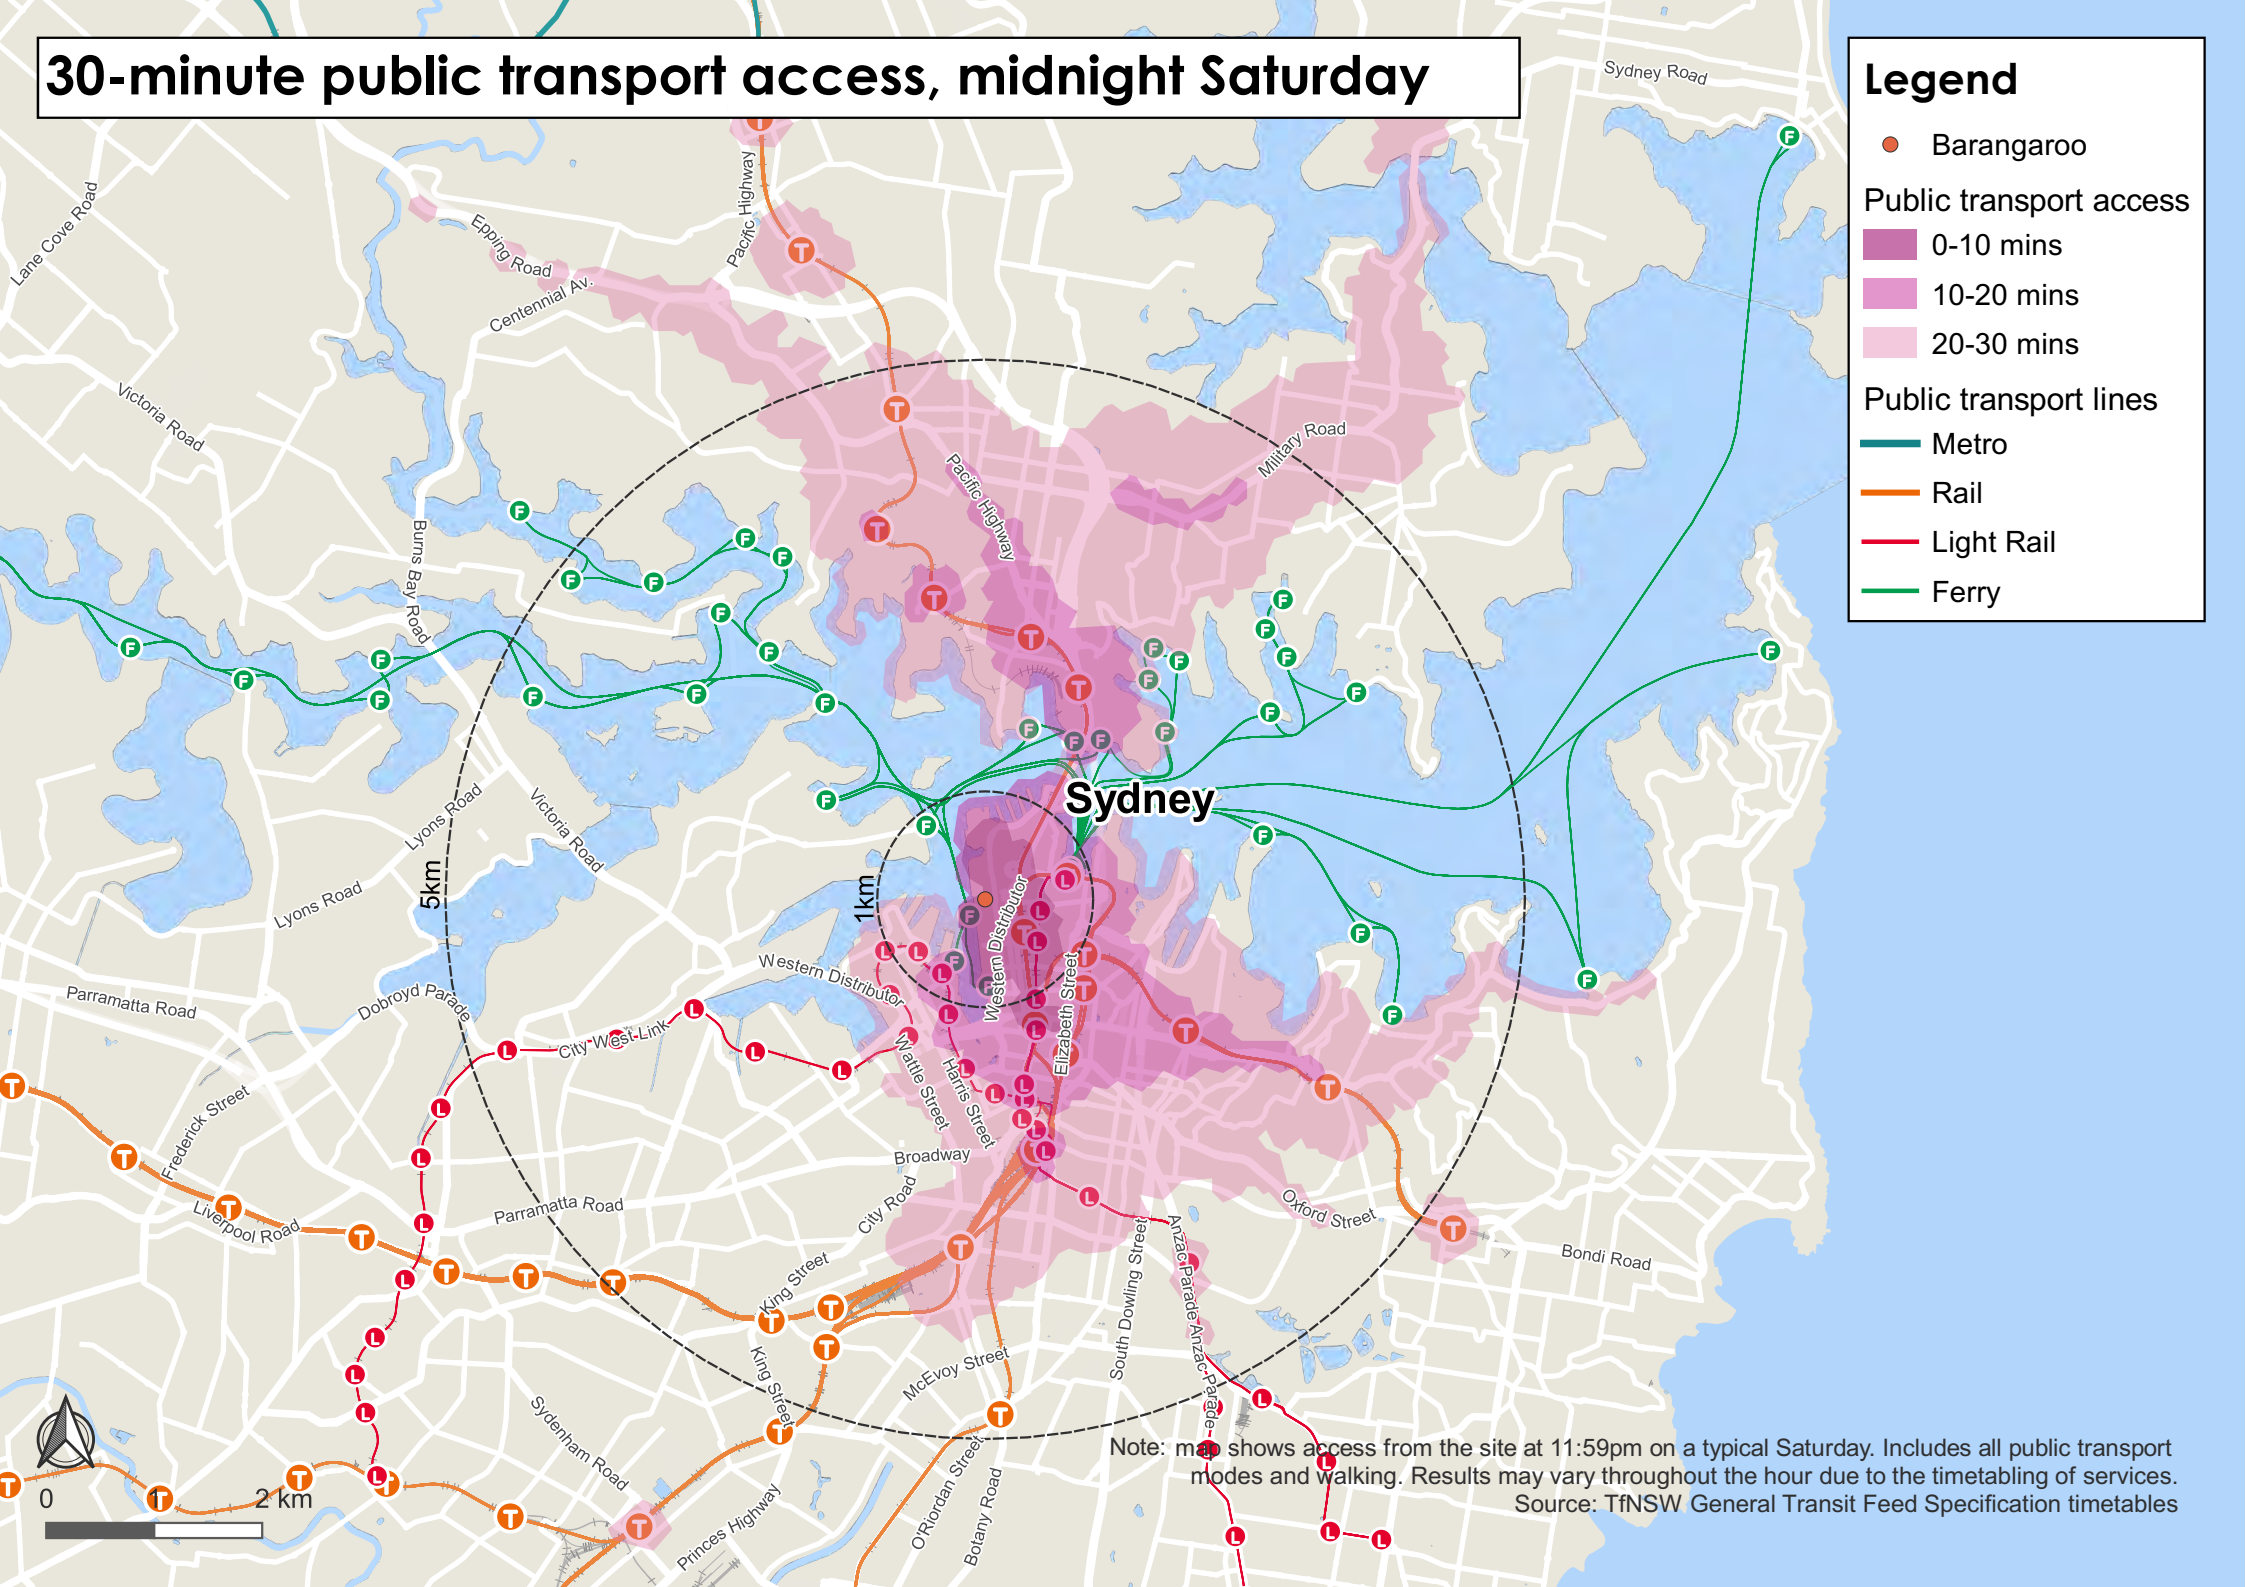 30-minute public transport access, midnight Saturday
Legend
Barangaroo
Public transport access
0-10 mins
10-20 mins
20-30 mins
Public transport lines
Metro
Rail
Light Rail
Ferry
Sydney Road
Lane Cove Road
Pacific Highway
Epping Road
Centennial Av.
Victoria Road
Military Road
Pacific Highway
Burns Bay Road
Sydney
Lyons Road
Victoria Road
5km
1km
Lyons Road
Western Distributor
Western Distributor
Elizabeth Street
Parramatta Road
Dobroyd Parade
City West Link
Wattle Street
Harris Street
Frederick Street
Broadway
City Road
Liverpool Road
Parramatta Road
Oxford Street
Bondi Road
King Street
South Dowling Street
Anzac Parade
Anzac Parade
McEvoy Street
King Street
Sydenham Road
O'Riordan Street
Botany Road
Princes Highway
0 1 2 km
Note: map shows access from the site at 11:59pm on a typical Saturday. Includes all public transport
modes and walking. Results may vary throughout the hour due to the timetabling of services.
Source: TfNSW General Transit Feed Specification timetables